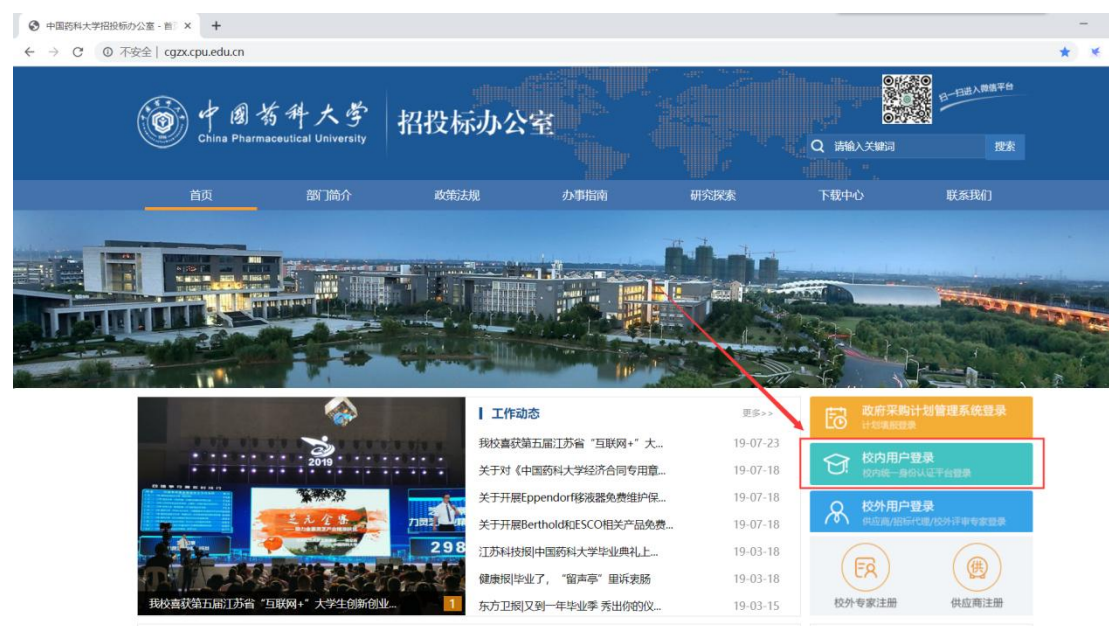 中国药科大学招投标办公室 - 首
不安全 | cgzx.cpu.edu.cn
中國药科大学
China Pharmaceutical University
招投标办公室
扫一扫进入微信平台
请输入关键词
搜索
首页 部门简介 政策法规 办事指南 研究探索 下载中心 联系我们
2019
298
我校喜获第五届江苏省“互联网+”大学生创新创业...
1
工作动态
更多>>
我校喜获第五届江苏省“互联网+”大... 19-07-23
关于对《中国药科大学经济合同专用章... 19-07-18
关于开展Eppendorf移液器免费维护保... 19-07-18
关于开展Berthold和ESCO相关产品免费... 19-07-18
江苏科技报|中国药科大学毕业典礼上... 19-03-18
健康报|毕业了，“留声亭”里诉衷肠 19-03-18
东方卫报|又到一年毕业季 秀出你的仪... 19-03-15
政府采购计划管理系统登录
计划填报登录
校内用户登录
校内统一身份认证平台登录
校外用户登录
供应商/招标代理/校外评审专家登录
供
校外专家注册
供应商注册